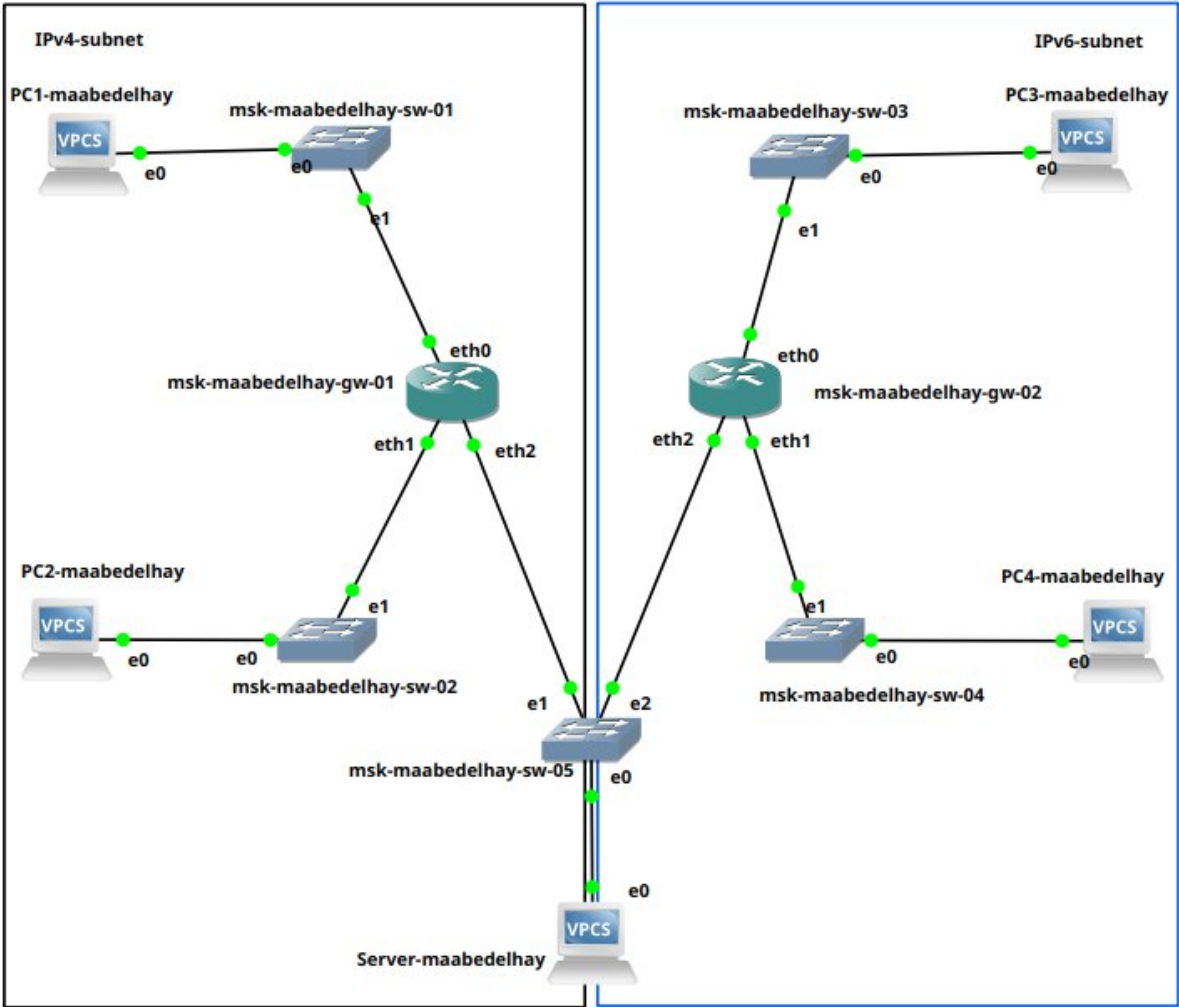 IPv4-subnet
IPv6-subnet
PC1-maabedelhay
VPCS
e0
msk-maabedelhay-sw-01
e0
e1
eth0
msk-maabedelhay-gw-01
eth1
eth2
PC2-maabedelhay
VPCS
e0
e0
e1
msk-maabedelhay-sw-02
msk-maabedelhay-sw-03
PC3-maabedelhay
VPCS
e0
e0
e1
eth0
msk-maabedelhay-gw-02
eth2
eth1
PC4-maabedelhay
VPCS
e1
e0
e0
msk-maabedelhay-sw-04
e1
e2
msk-maabedelhay-sw-05
e0
e0
VPCS
Server-maabedelhay